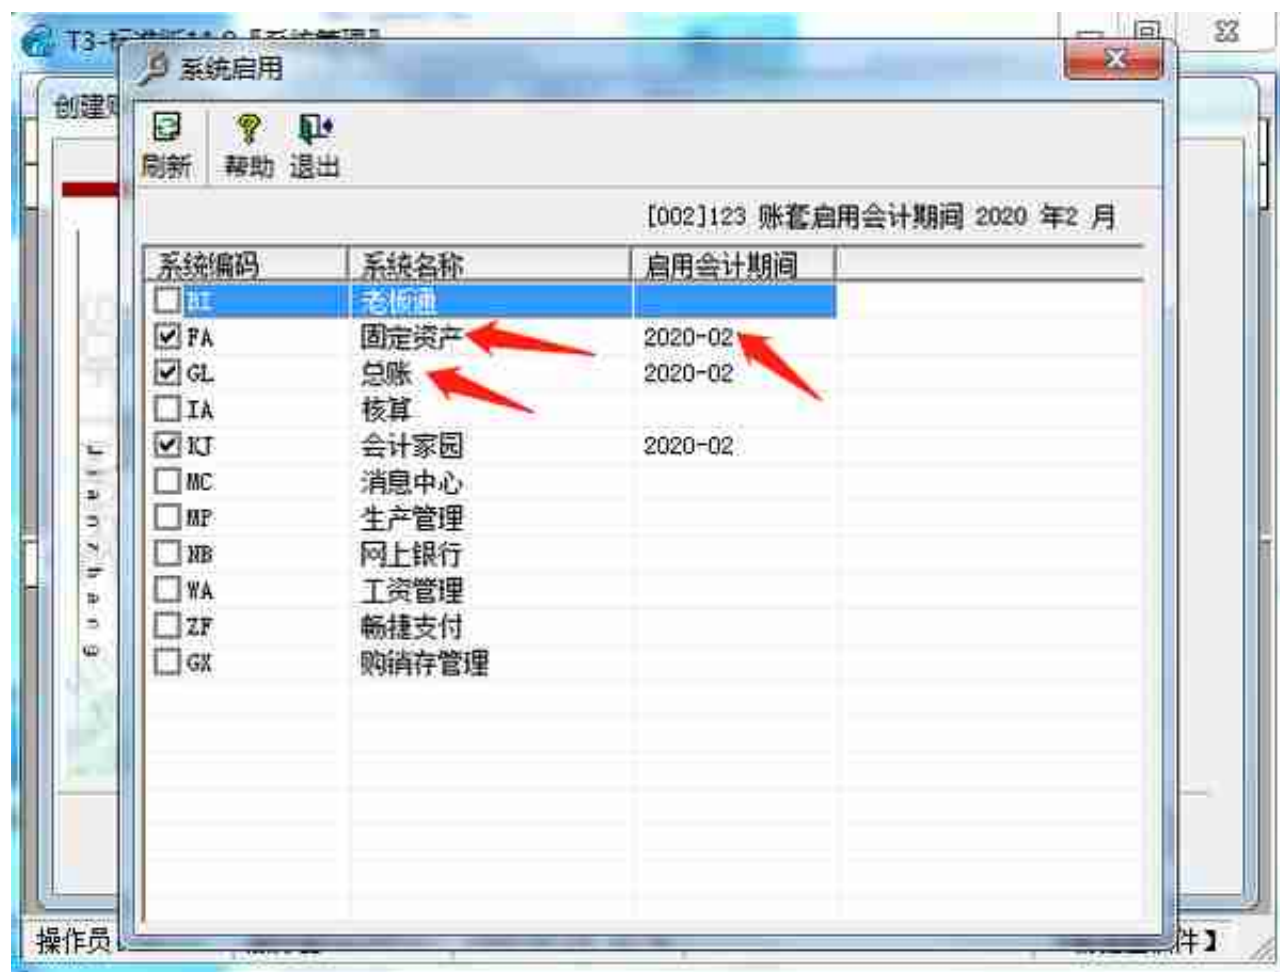 系统启用
创建
刷新 帮助 退出
[002]123 账套启用会计期间 2020 年2 月
系统编码 系统名称 启用会计期间
BI 老板通
FA 固定资产 2020-02
GL 总账 2020-02
IA 核算
KJ 会计家园 2020-02
MC 消息中心
MP 生产管理
NB 网上银行
WA 工资管理
ZF 畅捷支付
GX 购销存管理
Jianzhang
操作员
件】